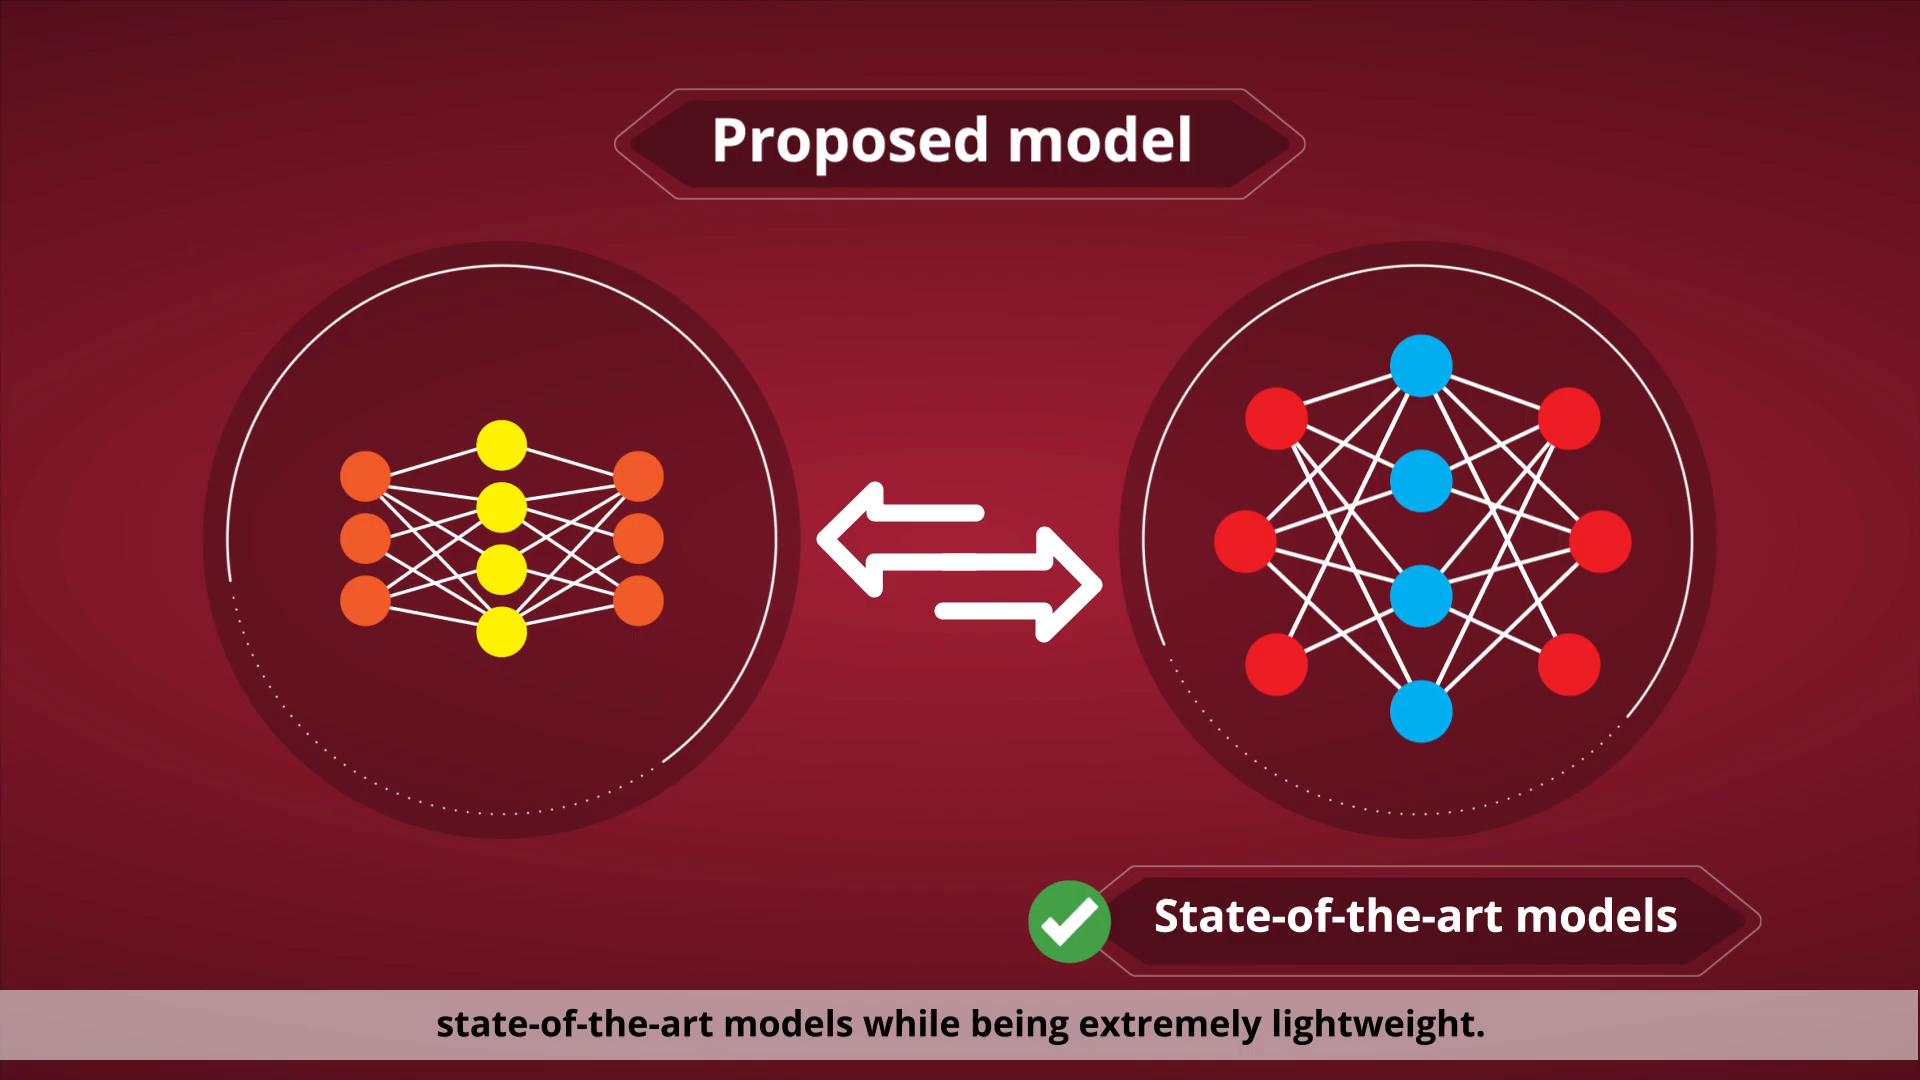 Proposed model
State-of-the-art models
state-of-the-art models while being extremely lightweight.